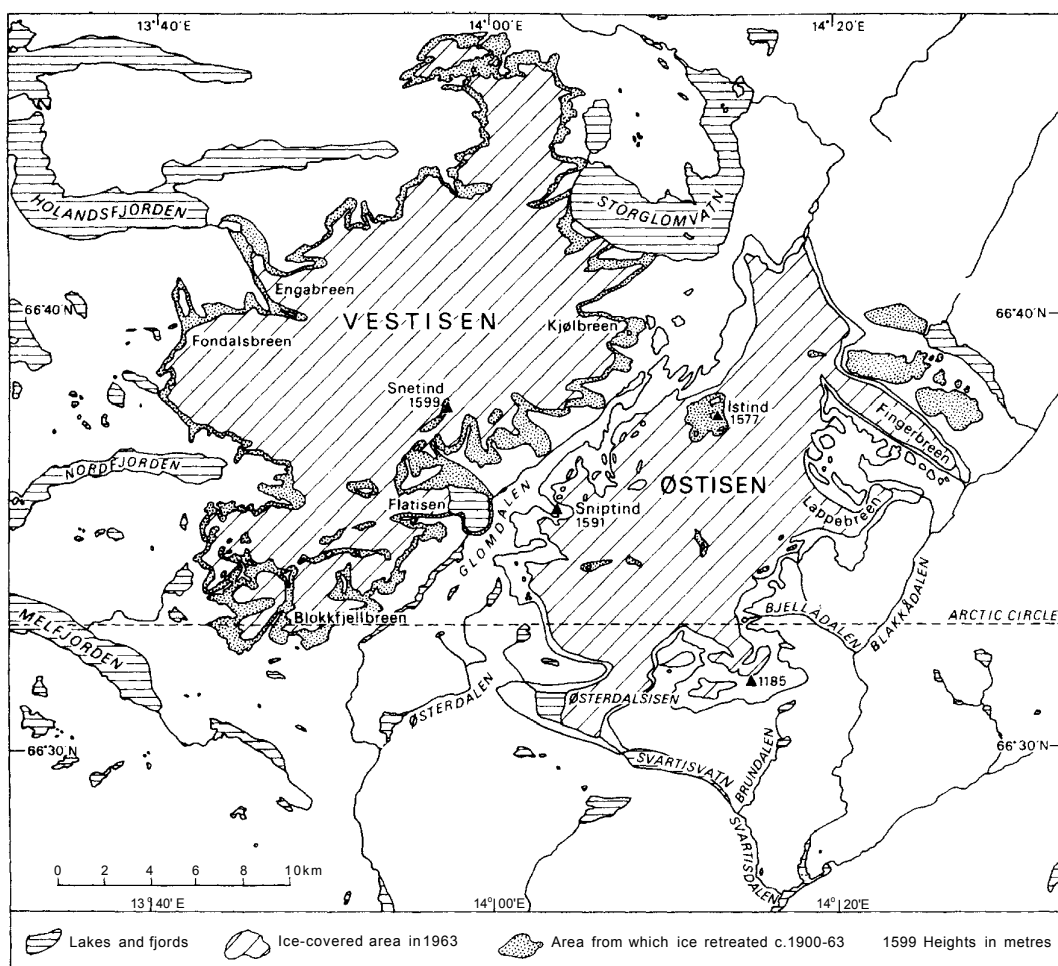 13°40´E 14°00´E 14°20´E
HOLANDSFJORDEN
STORGLOMVATN
Engabreen
66°40´N
VESTISEN
Kjølbreen
66°40´N
Fondalsbreen
Snetind
1599
Istind
1577
Fingerbreen
NORDFJORDEN
Flatisen
ØSTISEN
Sniptind
1591
Lappebreen
GLOMDALEN
Blokkfjellbreen
BJELLÅDALEN
BLAKKÅDALEN
ARCTIC CIRCLE
MELFJORDEN
1185
ØSTERDALEN
ØSTERDALSISEN
66°30´N
SVARTISVATN
BRUNDALEN
66°30´N
SVARTISDALEN
0 2 4 6 8 10km
13°40´E 14°00´E 14°20´E
Lakes and fjords Ice-covered area in 1963 Area from which ice retreated c.1900-63 1599 Heights in metres